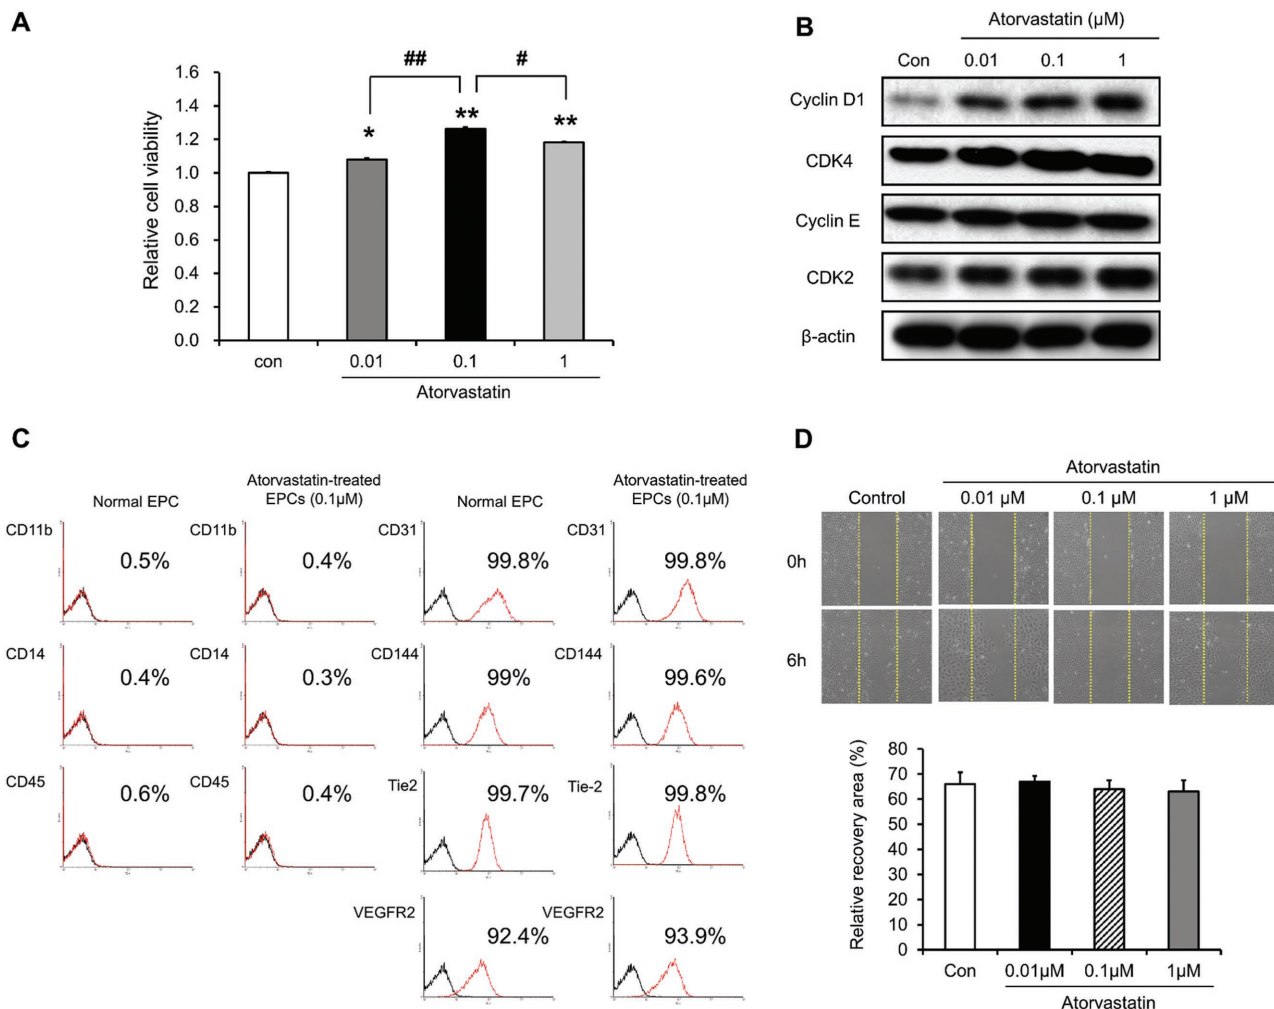 A
Relative cell viability
1.6
1.4
1.2
1.0
0.8
0.6
0.4
0.2
0.0
##
#
*
**
**
con
0.01
0.1
1
Atorvastatin
B
Atorvastatin (µM)
Con
0.01
0.1
1
Cyclin D1
CDK4
Cyclin E
CDK2
β-actin
C
Normal EPC
Atorvastatin-treated
EPCs (0.1µM)
Normal EPC
Atorvastatin-treated
EPCs (0.1µM)
CD11b
0.5%
CD11b
0.4%
CD31
99.8%
CD31
99.8%
CD14
0.4%
CD14
0.3%
CD144
99%
CD144
99.6%
CD45
0.6%
CD45
0.4%
Tie2
99.7%
Tie-2
99.8%
VEGFR2
92.4%
VEGFR2
93.9%
D
Atorvastatin
Control
0.01 µM
0.1 µM
1 µM
0h
6h
Relative recovery area (%)
80
70
60
50
40
30
20
10
0
Con
0.01µM
0.1µM
1µM
Atorvastatin